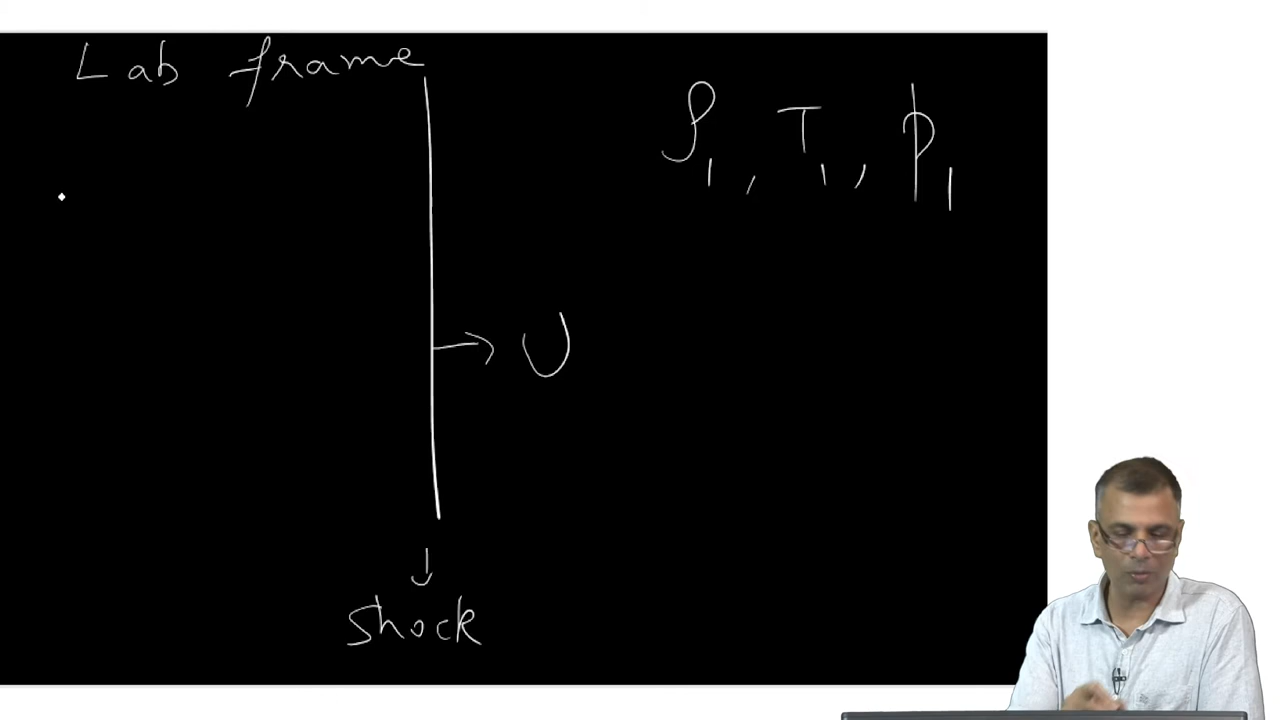 Lab frame
ρ₁, T₁, p₁
U
shock